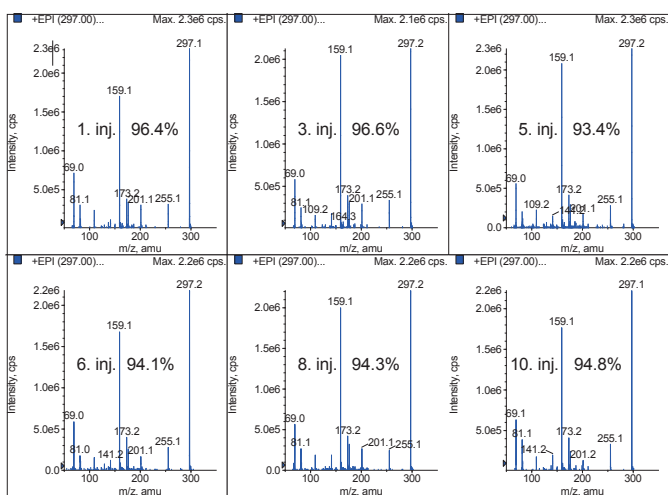 +EPI (297.00)... Max. 2.3e6 cps.
Intensity, cps
2.3e6
2.0e6
1.5e6
1.0e6
5.0e5
0.0
69.0
81.1
159.1
173.2
201.1
255.1
297.1
1. inj. 96.4%
100 200 300
m/z, amu
+EPI (297.00)... Max. 2.1e6 cps.
Intensity, cps
2.0e6
1.5e6
1.0e6
5.0e5
0.0
69.0
81.1
109.2
159.1
164.3
173.2
201.1
255.1
297.2
3. inj. 96.6%
100 200 300
m/z, amu
+EPI (297.00)... Max. 2.3e6 cps.
Intensity, cps
2.3e6
2.0e6
1.5e6
1.0e6
5.0e5
0.0
69.0
109.2
159.1
173.2
201.1
255.1
297.2
5. inj. 93.4%
100 200 300
m/z, amu
+EPI (297.00)... Max. 2.2e6 cps.
Intensity, cps
2.2e6
2.0e6
1.5e6
1.0e6
5.0e5
0.0
69.0
81.0
141.2
159.1
173.2
201.1
255.1
297.2
6. inj. 94.1%
100 200 300
m/z, amu
+EPI (297.00)... Max. 2.2e6 cps.
Intensity, cps
2.2e6
2.0e6
1.5e6
1.0e6
5.0e5
0.0
69.0
81.1
159.1
173.2
201.1
255.1
297.2
8. inj. 94.3%
100 200 300
m/z, amu
+EPI (297.00)... Max. 2.2e6 cps.
Intensity, cps
2.2e6
2.0e6
1.5e6
1.0e6
5.0e5
0.0
69.1
81.1
141.2
159.1
173.2
201.2
255.1
297.1
10. inj. 94.8%
100 200 300
m/z, amu